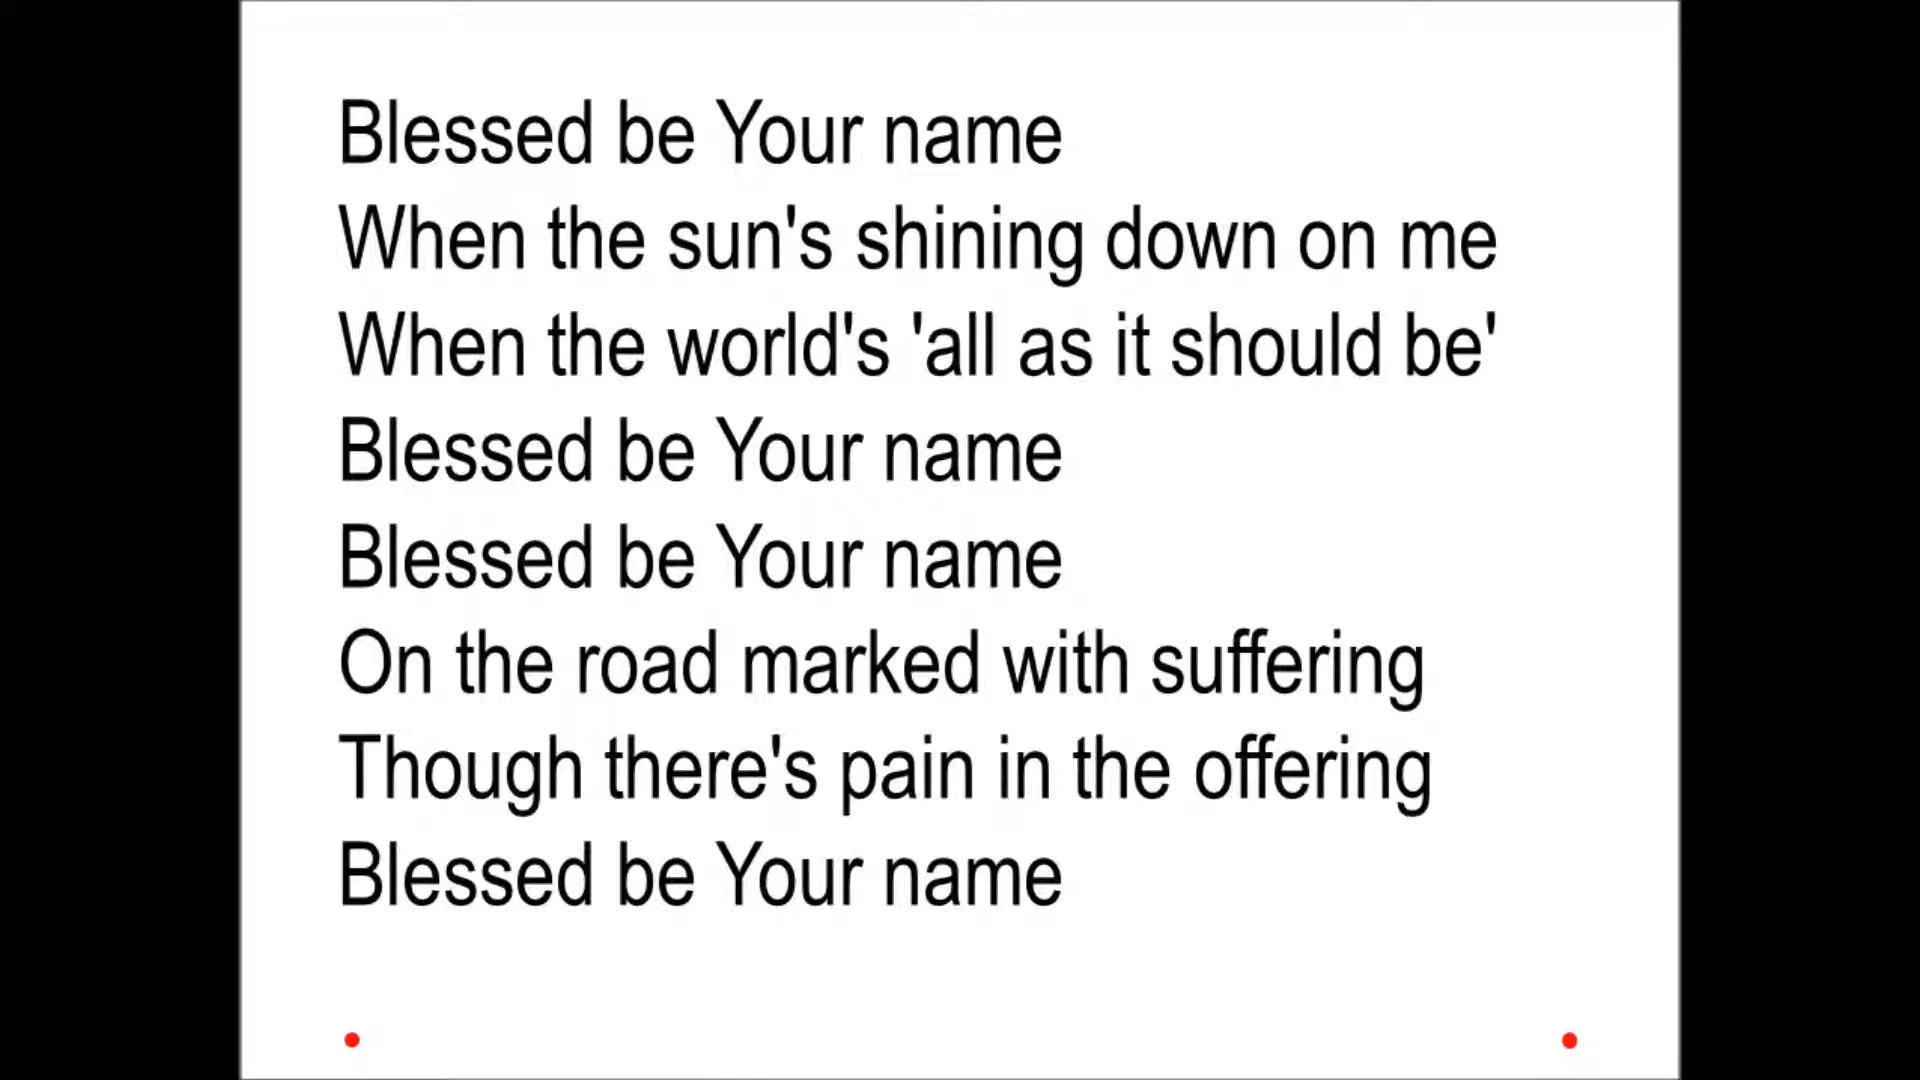 Blessed be Your name
When the sun's shining down on me
When the world's 'all as it should be'
Blessed be Your name
Blessed be Your name
On the road marked with suffering
Though there's pain in the offering
Blessed be Your name